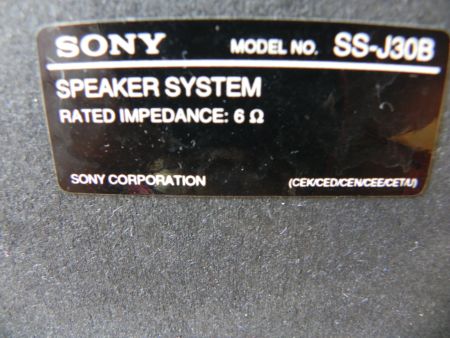 SONY MODEL NO. SS-J30B
SPEAKER SYSTEM
RATED IMPEDANCE: 6 Ω
SONY CORPORATION (CEK/CED/CEN/CEE/CET/U)